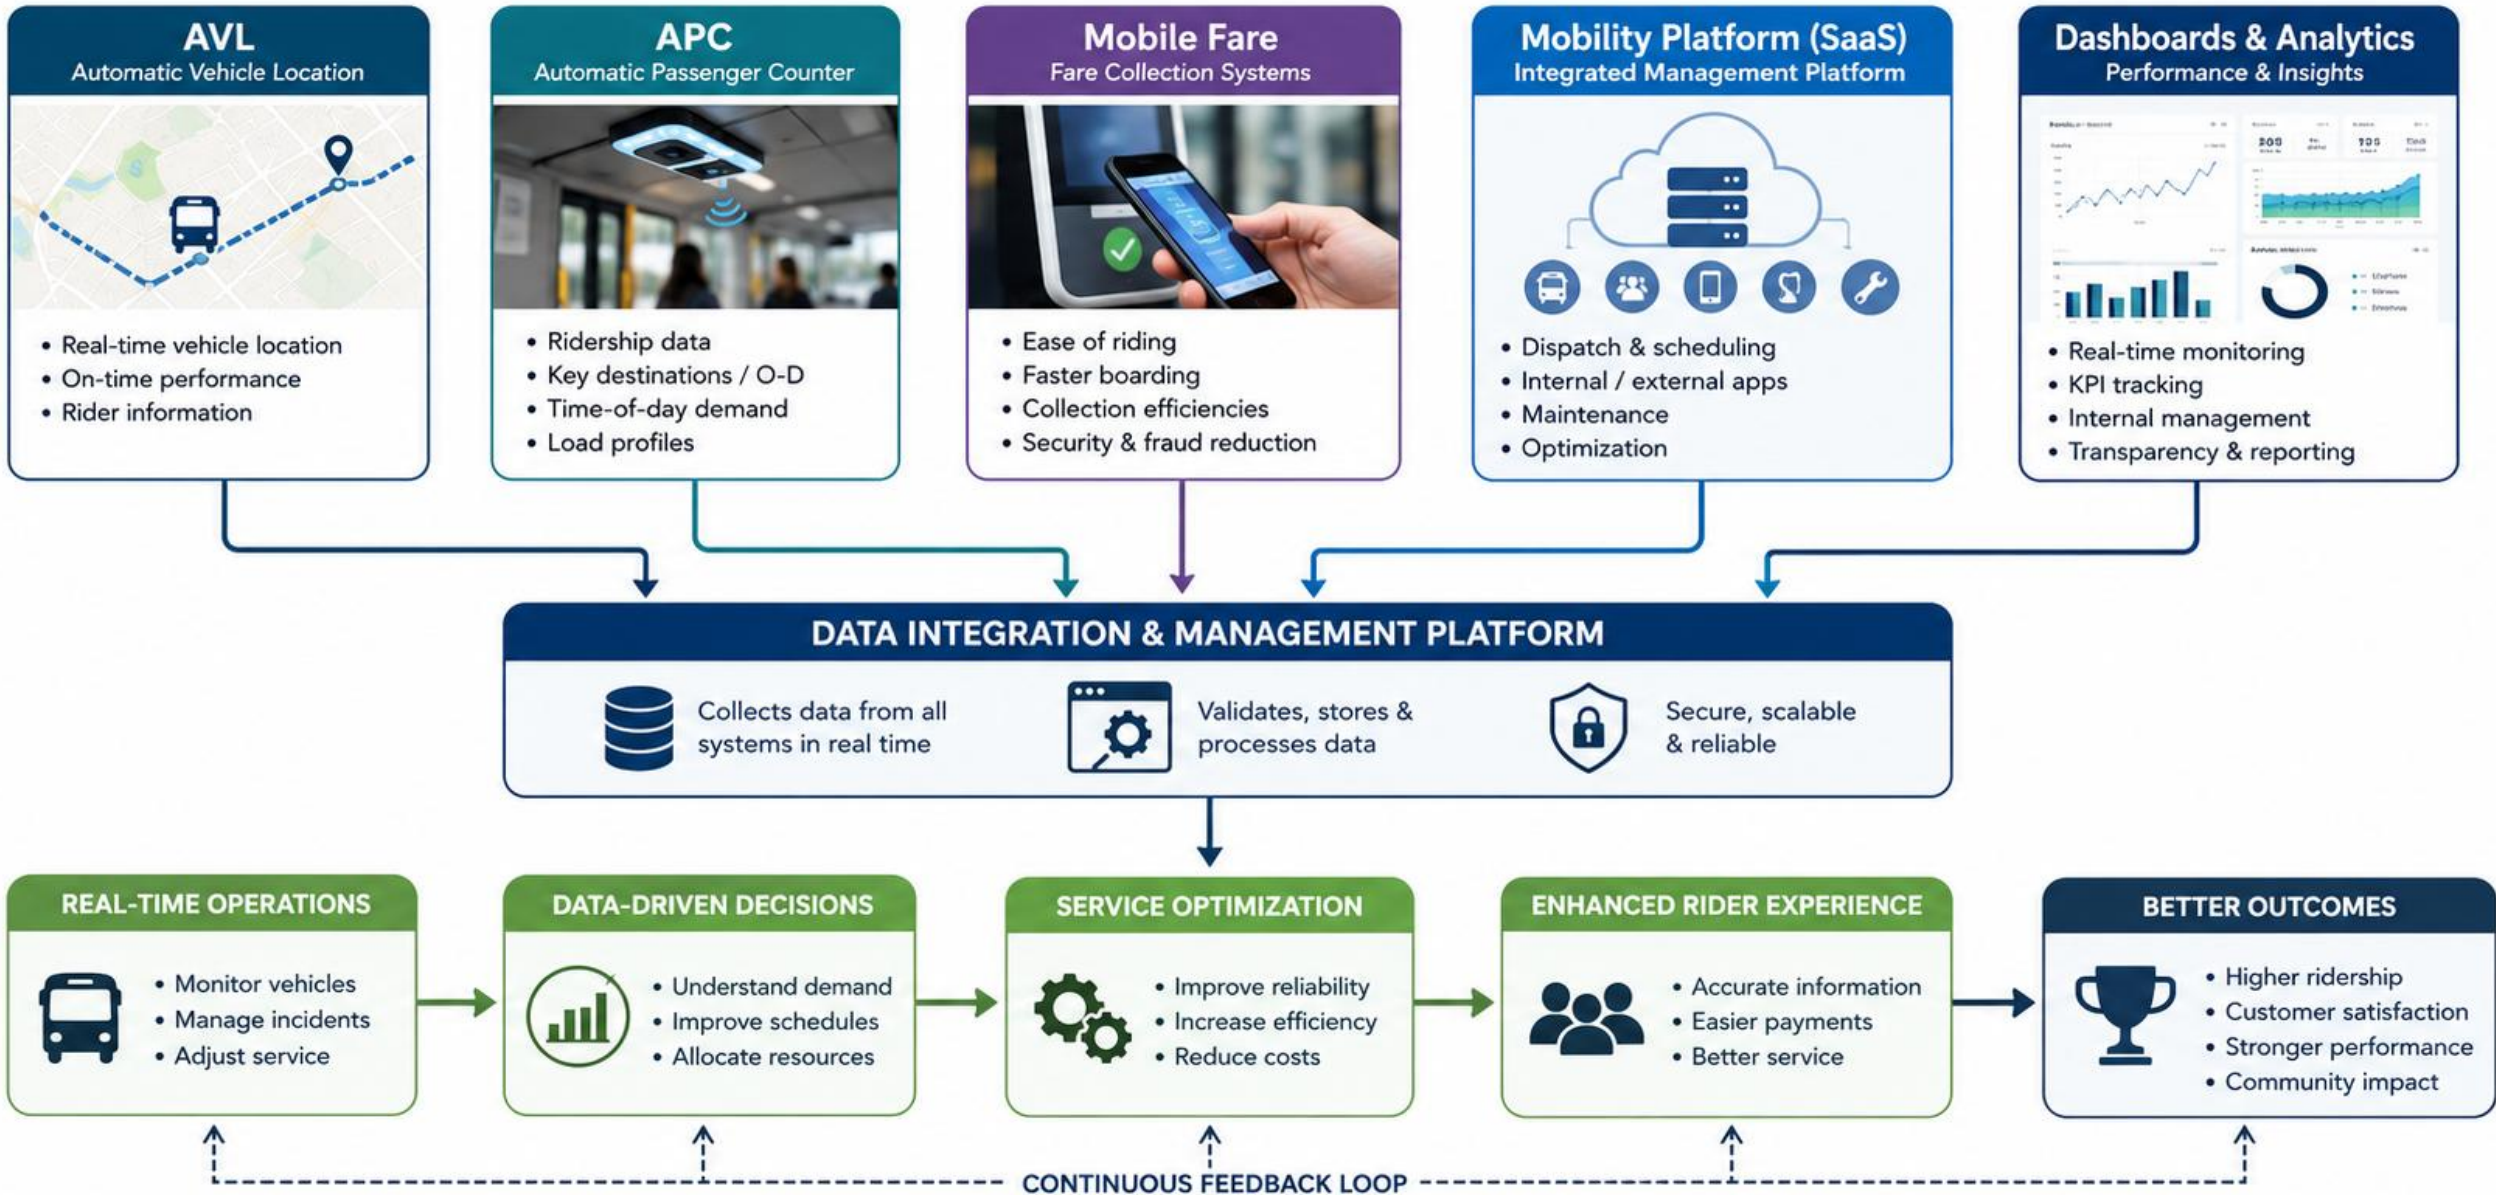 AVL
Automatic Vehicle Location
• Real-time vehicle location
• On-time performance
• Rider information
APC
Automatic Passenger Counter
• Ridership data
• Key destinations / O-D
• Time-of-day demand
• Load profiles
Mobile Fare
Fare Collection Systems
• Ease of riding
• Faster boarding
• Collection efficiencies
• Security & fraud reduction
Mobility Platform (SaaS)
Integrated Management Platform
• Dispatch & scheduling
• Internal / external apps
• Maintenance
• Optimization
Dashboards & Analytics
Performance & Insights
• Real-time monitoring
• KPI tracking
• Internal management
• Transparency & reporting
DATA INTEGRATION & MANAGEMENT PLATFORM
Collects data from all
systems in real time
Validates, stores &
processes data
Secure, scalable
& reliable
REAL-TIME OPERATIONS
• Monitor vehicles
• Manage incidents
• Adjust service
DATA-DRIVEN DECISIONS
• Understand demand
• Improve schedules
• Allocate resources
SERVICE OPTIMIZATION
• Improve reliability
• Increase efficiency
• Reduce costs
ENHANCED RIDER EXPERIENCE
• Accurate information
• Easier payments
• Better service
BETTER OUTCOMES
• Higher ridership
• Customer satisfaction
• Stronger performance
• Community impact
CONTINUOUS FEEDBACK LOOP